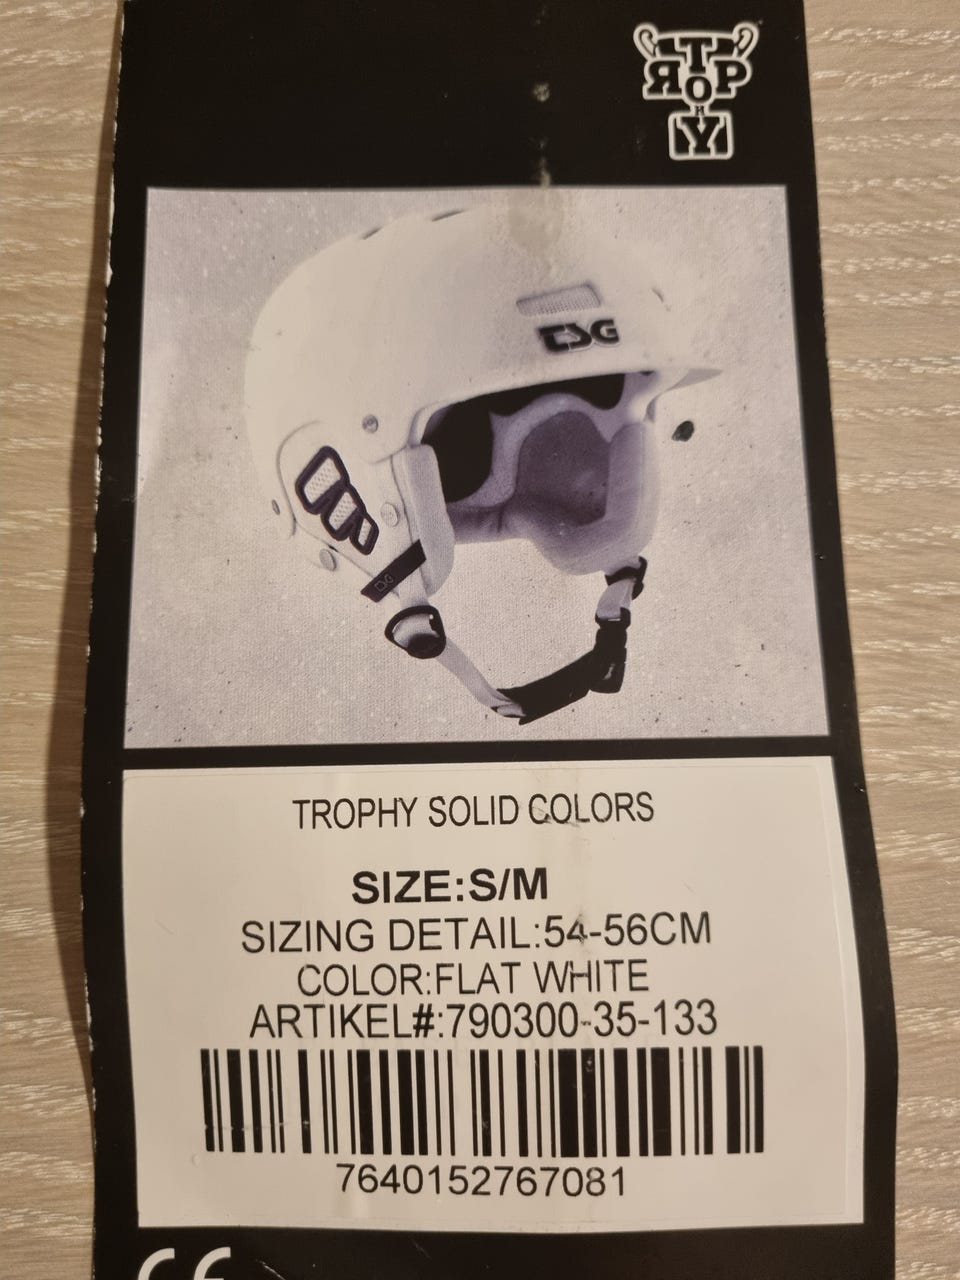 TROPHY
TSG
TSG
TROPHY SOLID COLORS
SIZE:S/M
SIZING DETAIL:54-56CM
COLOR:FLAT WHITE
ARTIKEL#:790300-35-133
7640152767081
CE